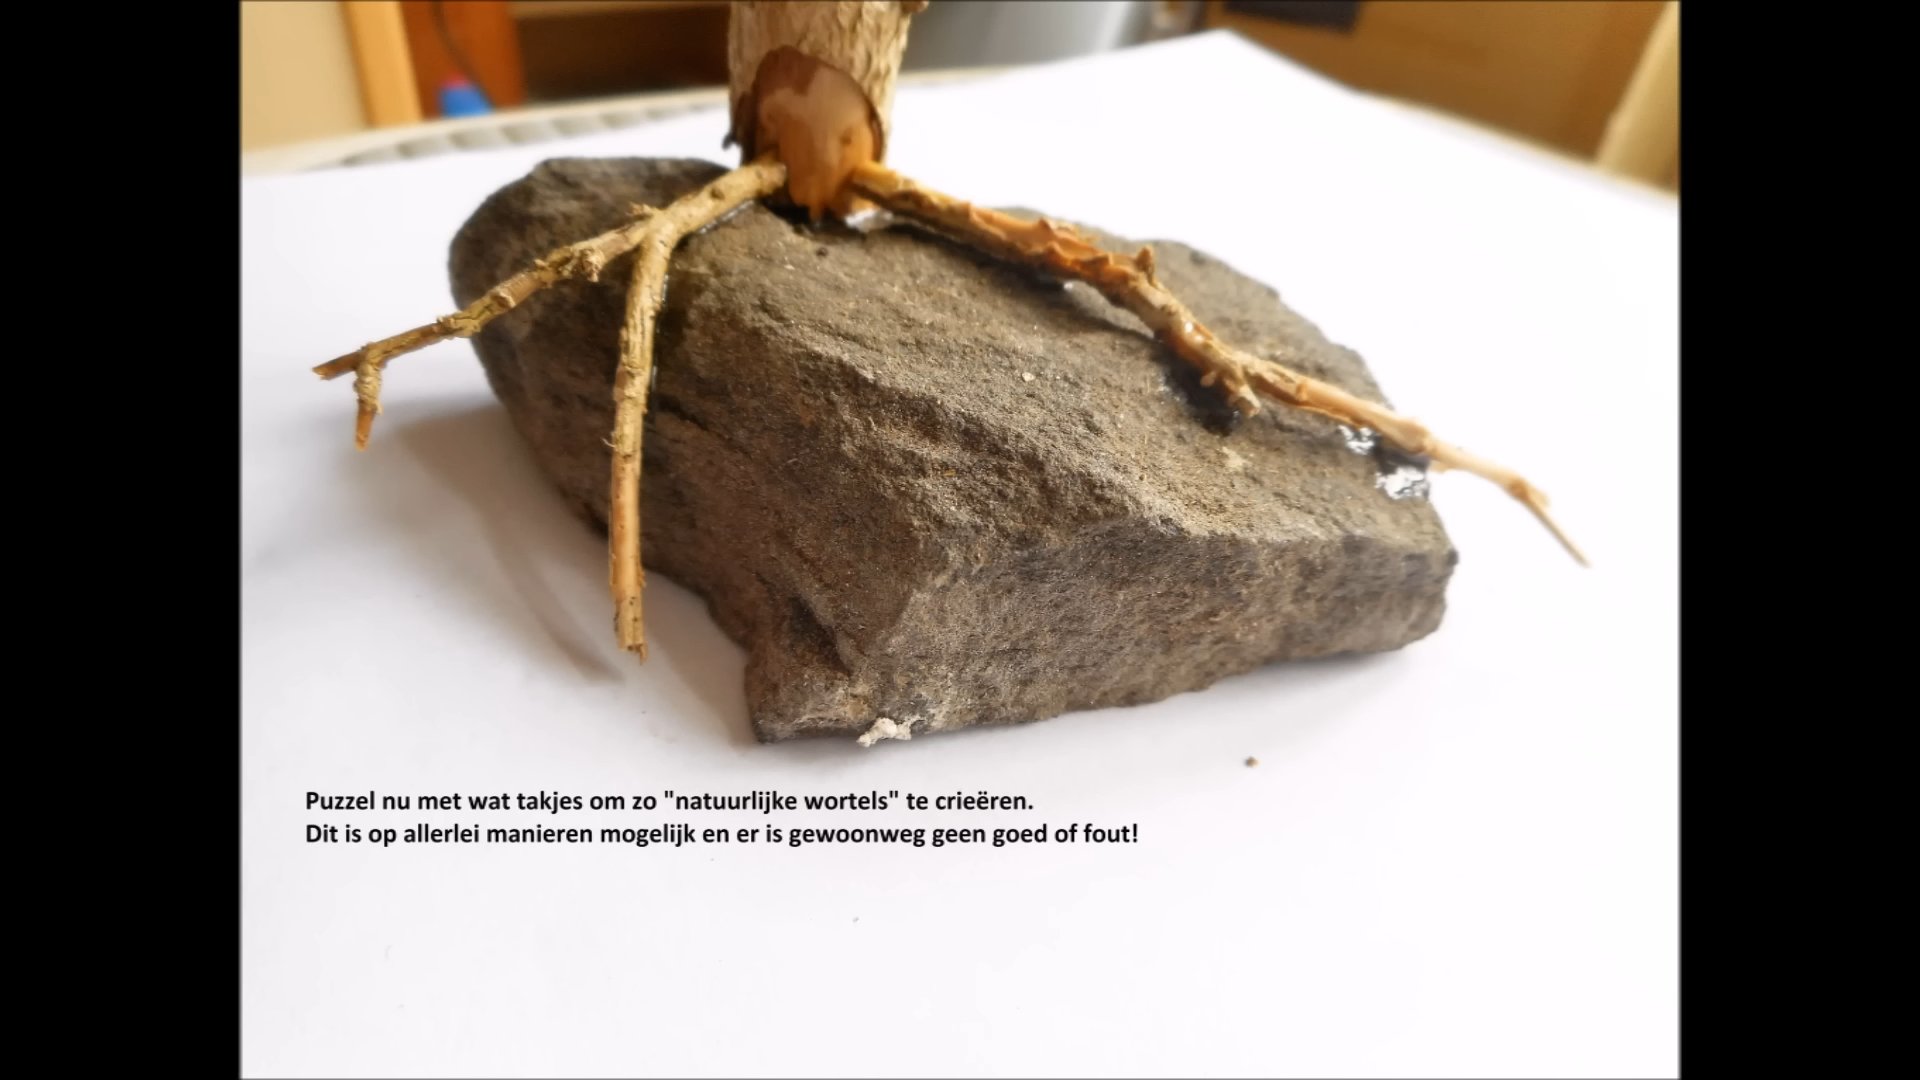 Puzzel nu met wat takjes om zo "natuurlijke wortels" te crieëren.
Dit is op allerlei manieren mogelijk en er is gewoonweg geen goed of fout!